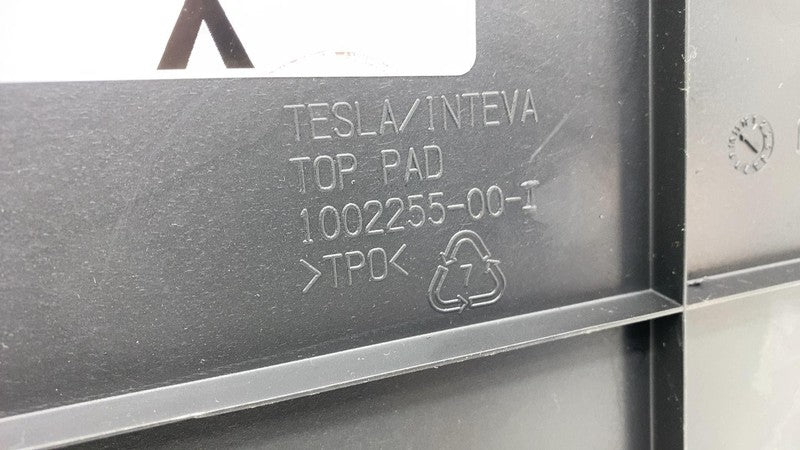 TESLA/INTEVA
TOP PAD
1002255-00-I
>TPO<
7